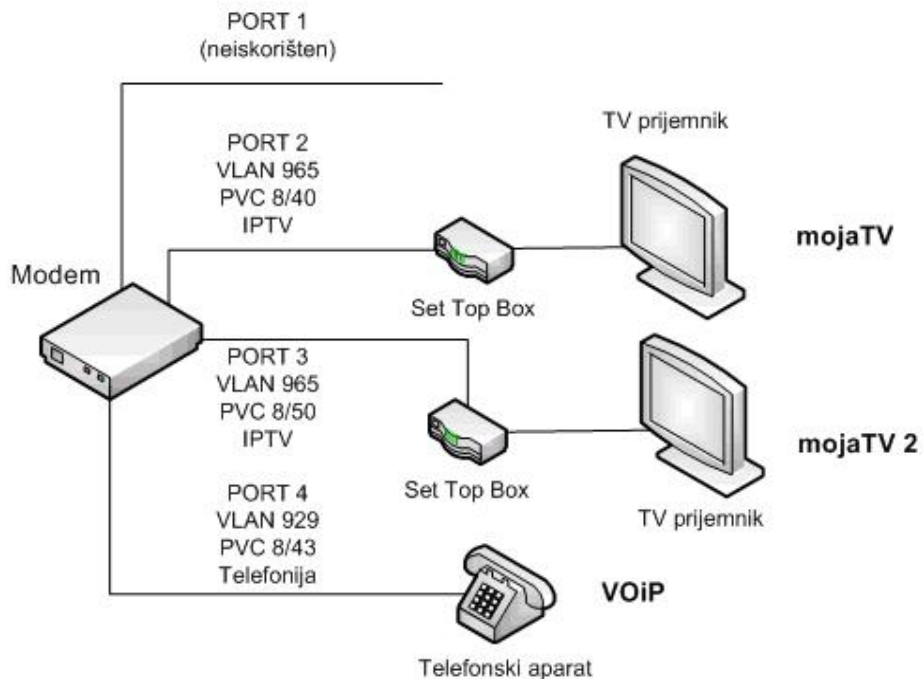 PORT 1
(neiskorišten)
TV prijemnik
PORT 2
VLAN 965
PVC 8/40
IPTV
mojaTV
Modem
Set Top Box
PORT 3
VLAN 965
PVC 8/50
IPTV
mojaTV 2
Set Top Box
TV prijemnik
PORT 4
VLAN 929
PVC 8/43
Telefonija
VOiP
Telefonski aparat